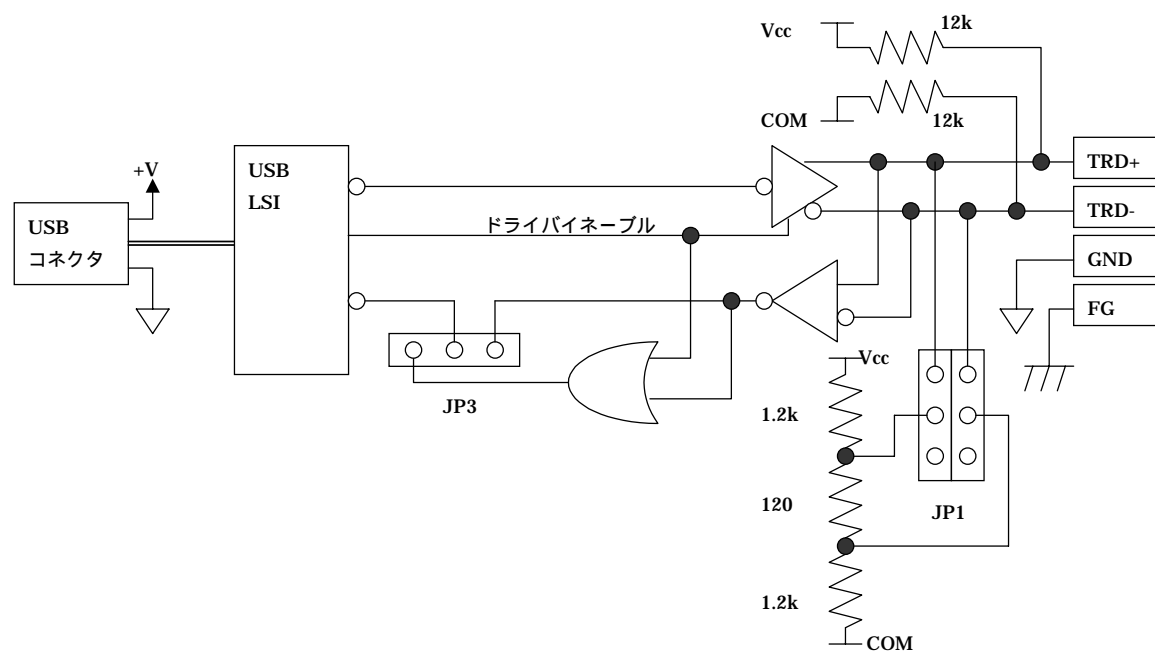 Vcc
12k
COM
12k
+V
USB
コネクタ
USB
LSI
ドライバイネーブル
TRD+
TRD-
GND
FG
JP3
Vcc
1.2k
120
1.2k
COM
JP1